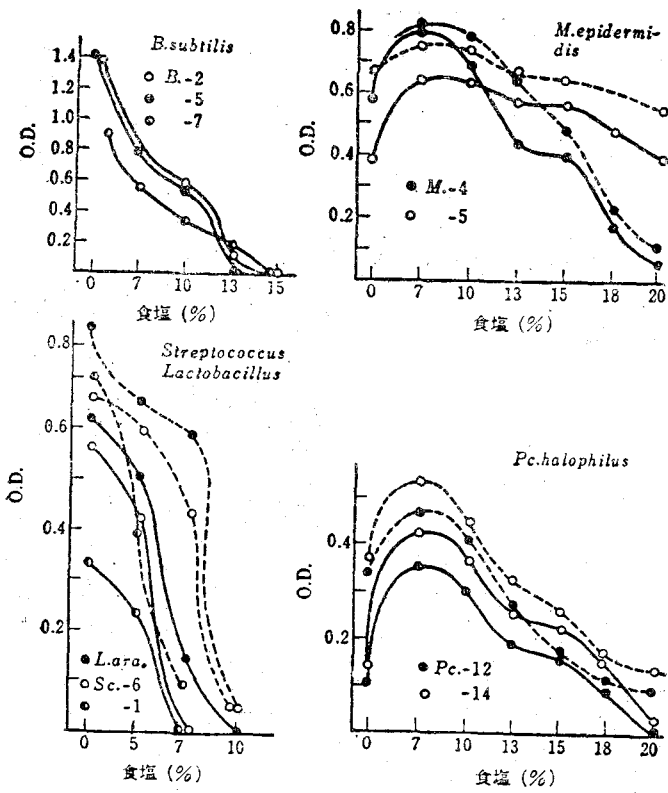 B.subtilis
B.-2
-5
-7
O.D.
1.4
1.2
1.0
0.8
0.6
0.4
0.2
0 7 10 13 15
食塩 (%)
M.epidermi-
dis
M.-4
-5
0.8
0.6
0.4
0.2
O.D.
0 7 10 13 15 18 20
食塩 (%)
Streptococcus
Lactobacillus
O.D.
0.8
0.4
0.2
0.0
L.ara.
Sc.-6
-1
0 5 7 10
食塩 (%)
Pc.halophilus
O.D.
0.4
0.2
Pc.-12
-14
0 7 10 13 15 18 20
食塩 (%)